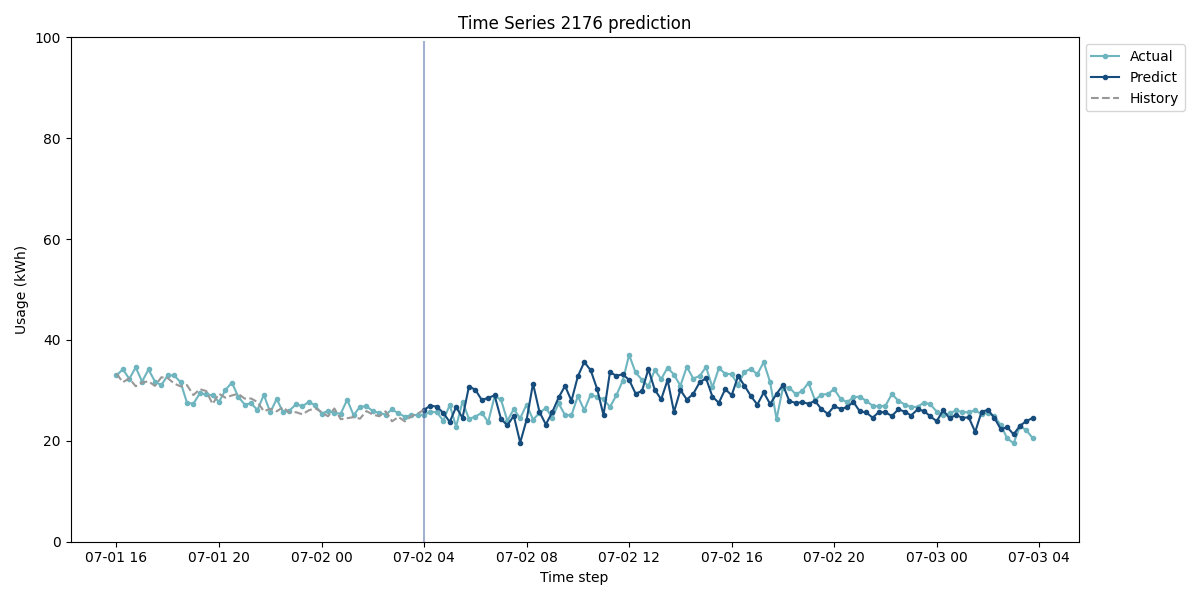 Time Series 2176 prediction
100
80
60
40
20
0
Usage (kWh)
07-01 16
07-01 20
07-02 00
07-02 04
07-02 08
07-02 12
07-02 16
07-02 20
07-03 00
07-03 04
Time step
Actual
Predict
History